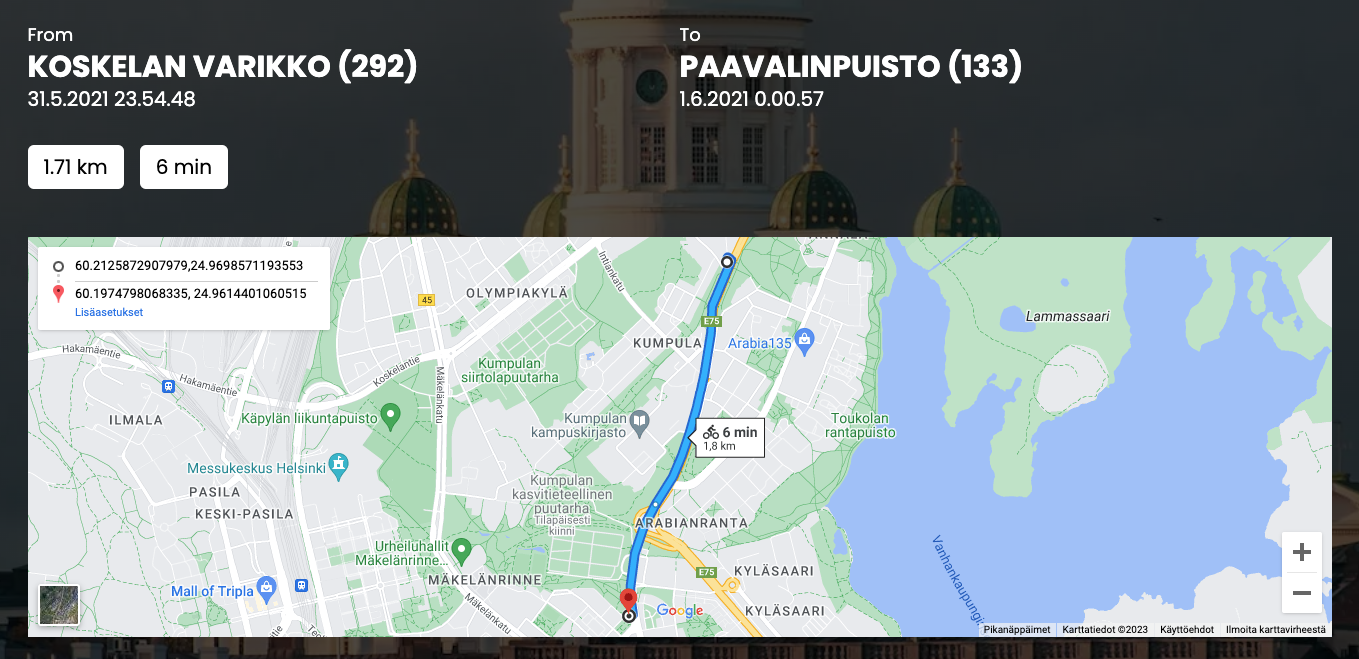 From
KOSKELAN VARIKKO (292)
31.5.2021 23.54.48
To
PAAVALINPUISTO (133)
1.6.2021 0.00.57
1.71 km
6 min
60.2125872907979,24.9698571193553
60.1974798068335, 24.9614401060515
Lisäasetukset
45
OLYMPIAKYLÄ
Intiankatu
E75
Lammassaari
KUMPULA
Arabia135
Hakamäentie
Hakamäentie
Koskelantie
Mäkelänkatu
Kumpulan
siirtolapuutarha
ILMALA
Käpylän liikuntapuisto
Kumpulan
kampuskirjasto
Toukolan
rantapuisto
6 min
1,8 km
Messukeskus Helsinki
PASILA
KESKI-PASILA
Kumpulan
kasvitieteellinen
puutarha
Tilapäisesti
kiinni
ARABIANRANTA
Urheiluhallit
Mäkelänrinne...
MÄKELÄNRINNE
E75
KYLÄSAARI
KYLÄSAARI
Vanhankaupungi
Mall of Tripla
Mäkelänkatu
Google
Pikanäppäimet
Karttatiedot ©2023
Käyttöehdot
Ilmoita karttavirheestä